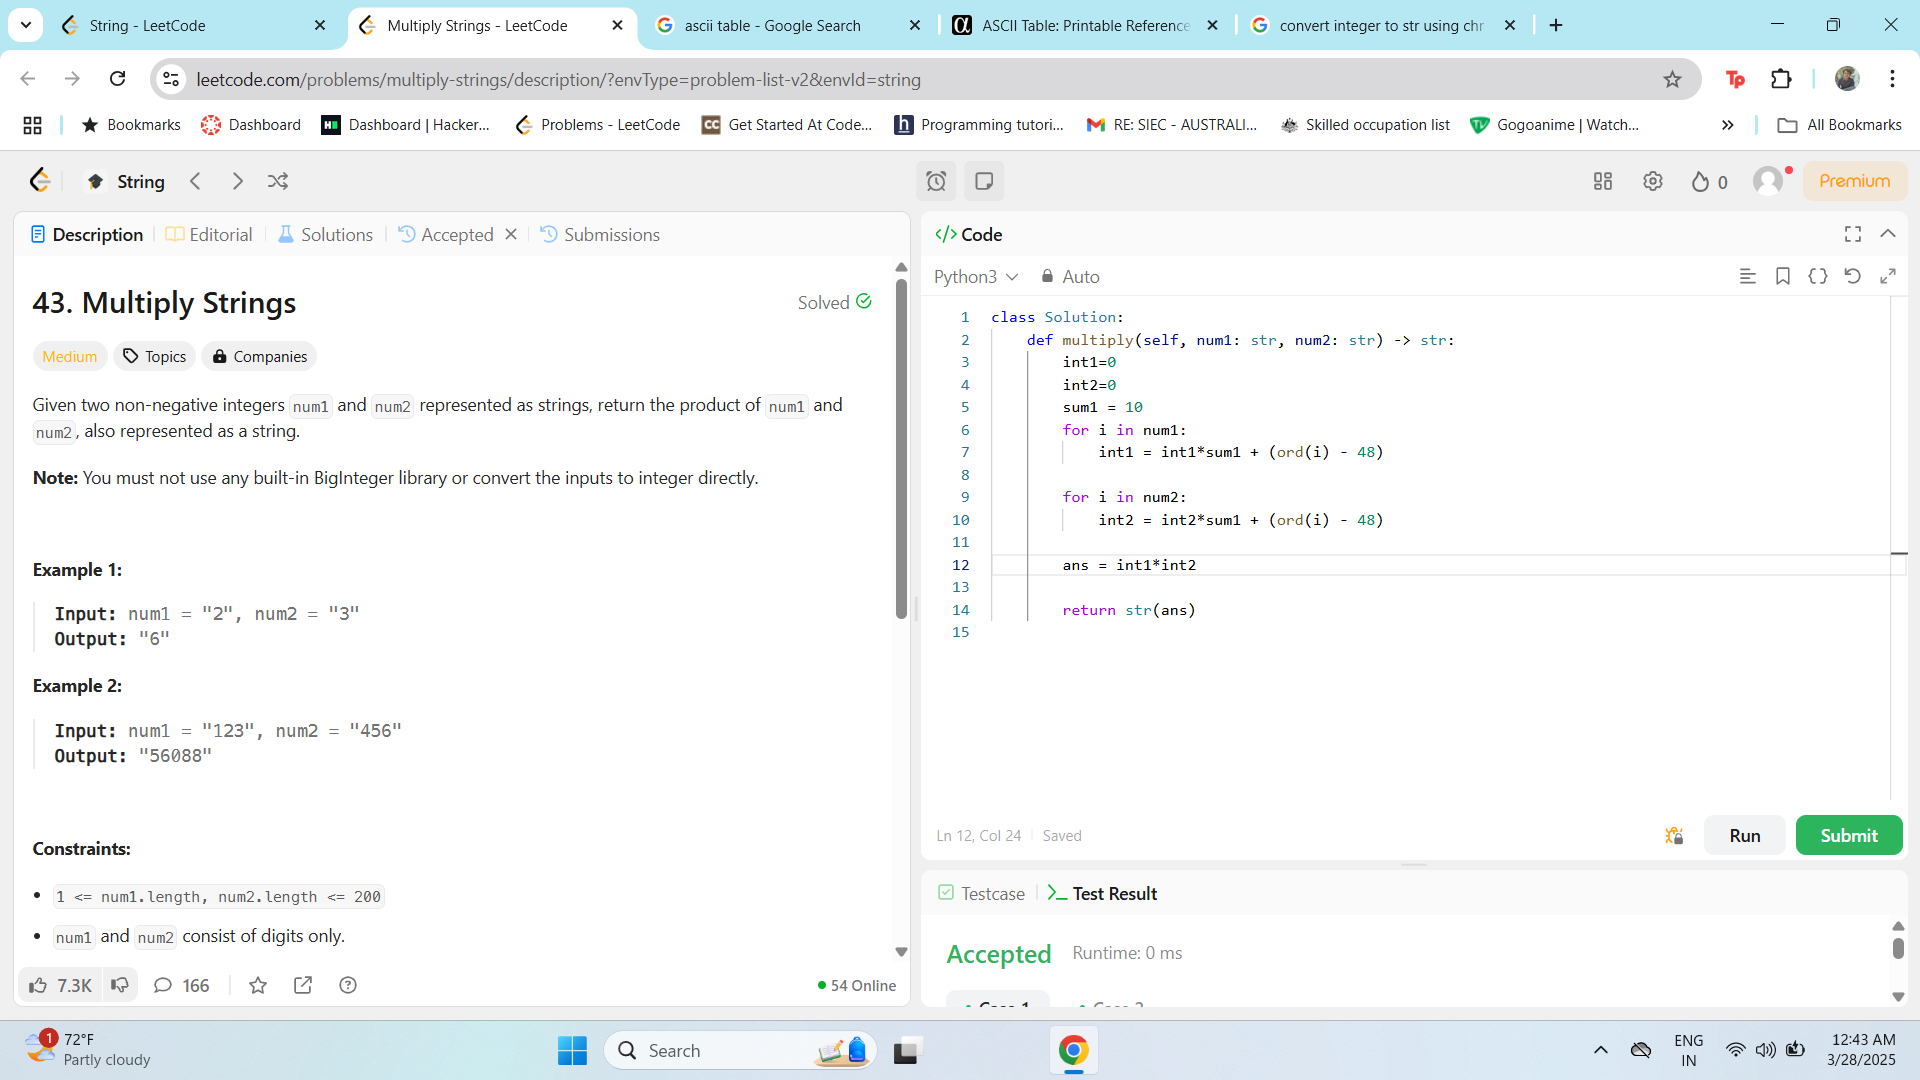 String - LeetCode
Multiply Strings - LeetCode
ascii table - Google Search
ASCII Table: Printable Reference
convert integer to str using chr
leetcode.com/problems/multiply-strings/description/?envType=problem-list-v2&envId=string
Tp
Bookmarks
Dashboard
Dashboard | Hacker...
Problems - LeetCode
CC
Get Started At Code...
Programming tutori...
RE: SIEC - AUSTRALI...
Skilled occupation list
Gogoanime | Watch...
All Bookmarks
String
0
Premium
Description
Editorial
Solutions
Accepted
Submissions
43. Multiply Strings
Solved
Medium
Topics
Companies
Given two non-negative integers num1 and num2 represented as strings, return the product of num1 and
num2, also represented as a string.
Note: You must not use any built-in BigInteger library or convert the inputs to integer directly.
Example 1:
Input: num1 = "2", num2 = "3"
Output: "6"
Example 2:
Input: num1 = "123", num2 = "456"
Output: "56088"
Constraints:
• 1 <= num1.length, num2.length <= 200
• num1 and num2 consist of digits only.
7.3K
166
54 Online
</> Code
Python3
Auto
1 class Solution:
2 def multiply(self, num1: str, num2: str) -> str:
3 int1=0
4 int2=0
5 sum1 = 10
6 for i in num1:
7 int1 = int1*sum1 + (ord(i) - 48)
8
9 for i in num2:
10 int2 = int2*sum1 + (ord(i) - 48)
11
12 ans = int1*int2
13
14 return str(ans)
15
Ln 12, Col 24
Saved
Run
Submit
Testcase
Test Result
Accepted
Runtime: 0 ms
Case 1
Case 2
1
72°F
Partly cloudy
Search
ENG
IN
12:43 AM
3/28/2025